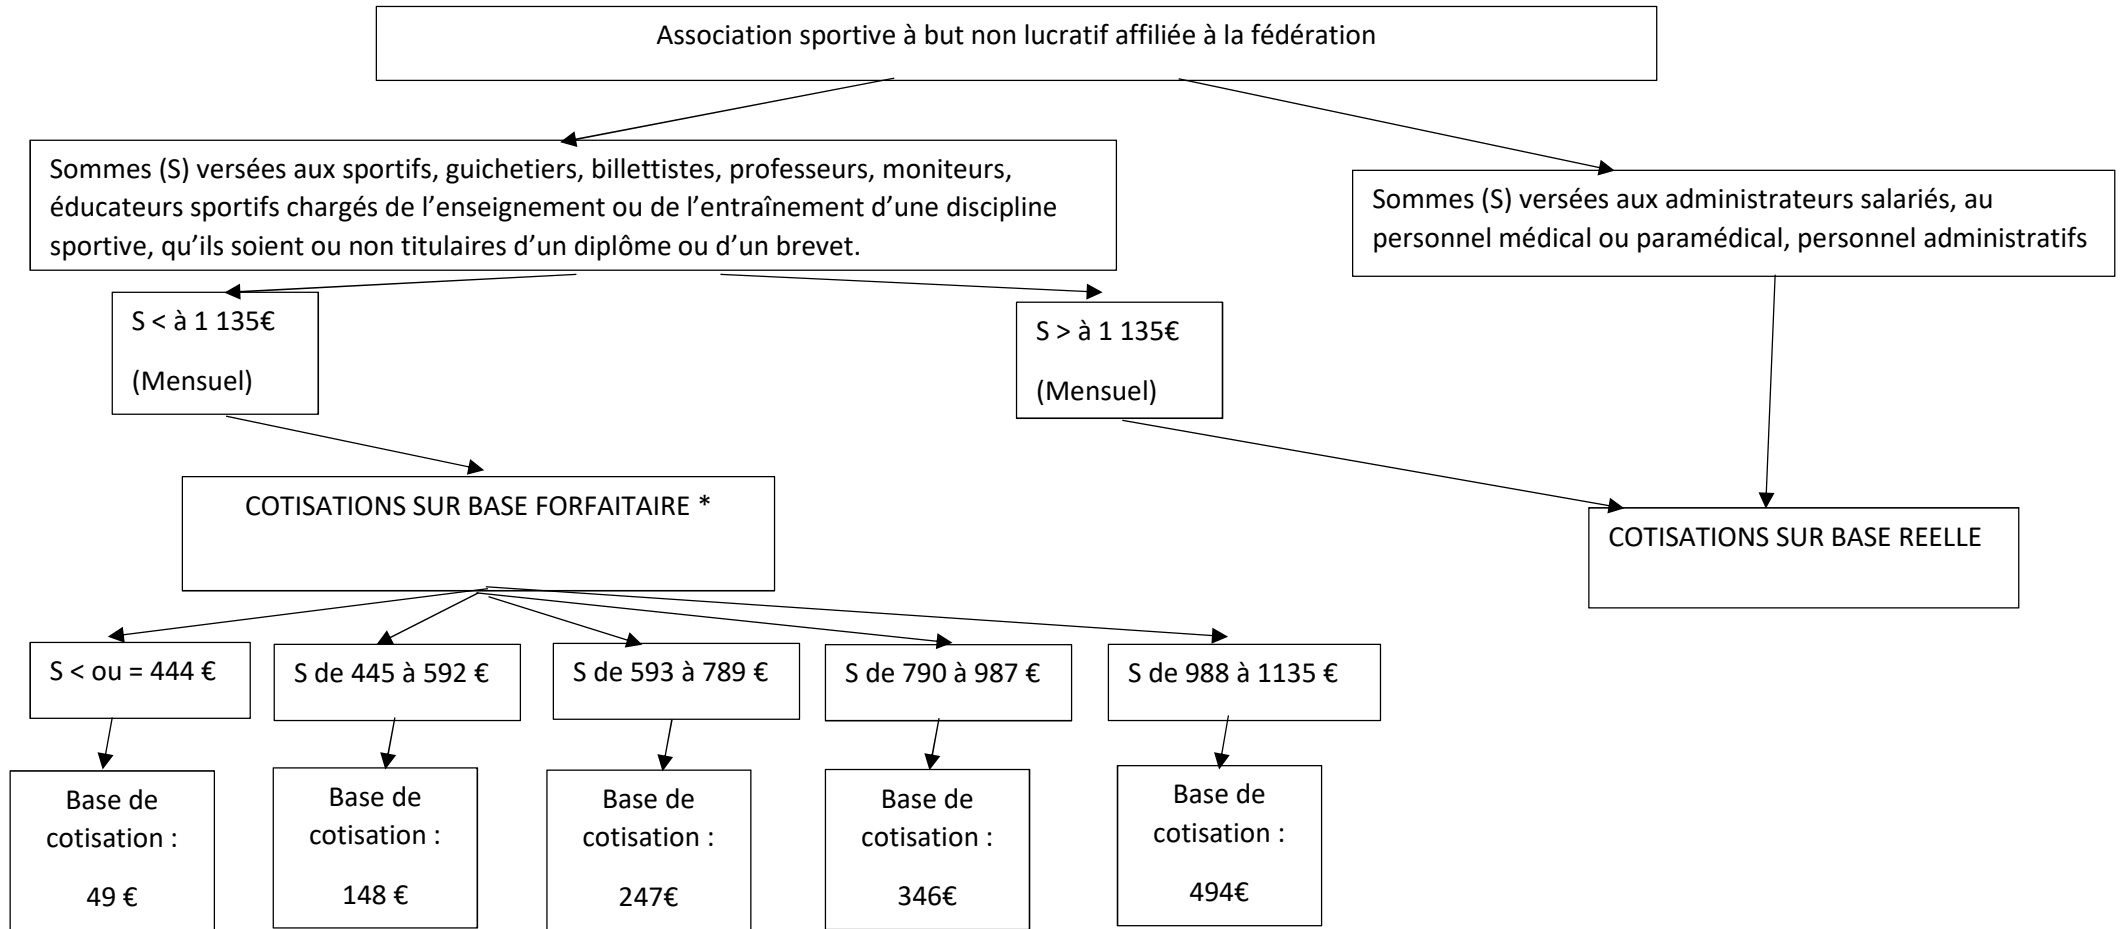 Association sportive à but non lucratif affiliée à la fédération
Sommes (S) versées aux sportifs, guichetiers, billettistes, professeurs, moniteurs,
éducateurs sportifs chargés de l’enseignement ou de l’entraînement d’une discipline
sportive, qu’ils soient ou non titulaires d’un diplôme ou d’un brevet.
Sommes (S) versées aux administrateurs salariés, au
personnel médical ou paramédical, personnel administratifs
S < à 1 135€
(Mensuel)
S > à 1 135€
(Mensuel)
COTISATIONS SUR BASE FORFAITAIRE *
COTISATIONS SUR BASE REELLE
S < ou = 444 €
S de 445 à 592 €
S de 593 à 789 €
S de 790 à 987 €
S de 988 à 1135 €
Base de
cotisation :
49 €
Base de
cotisation :
148 €
Base de
cotisation :
247€
Base de
cotisation :
346€
Base de
cotisation :
494€